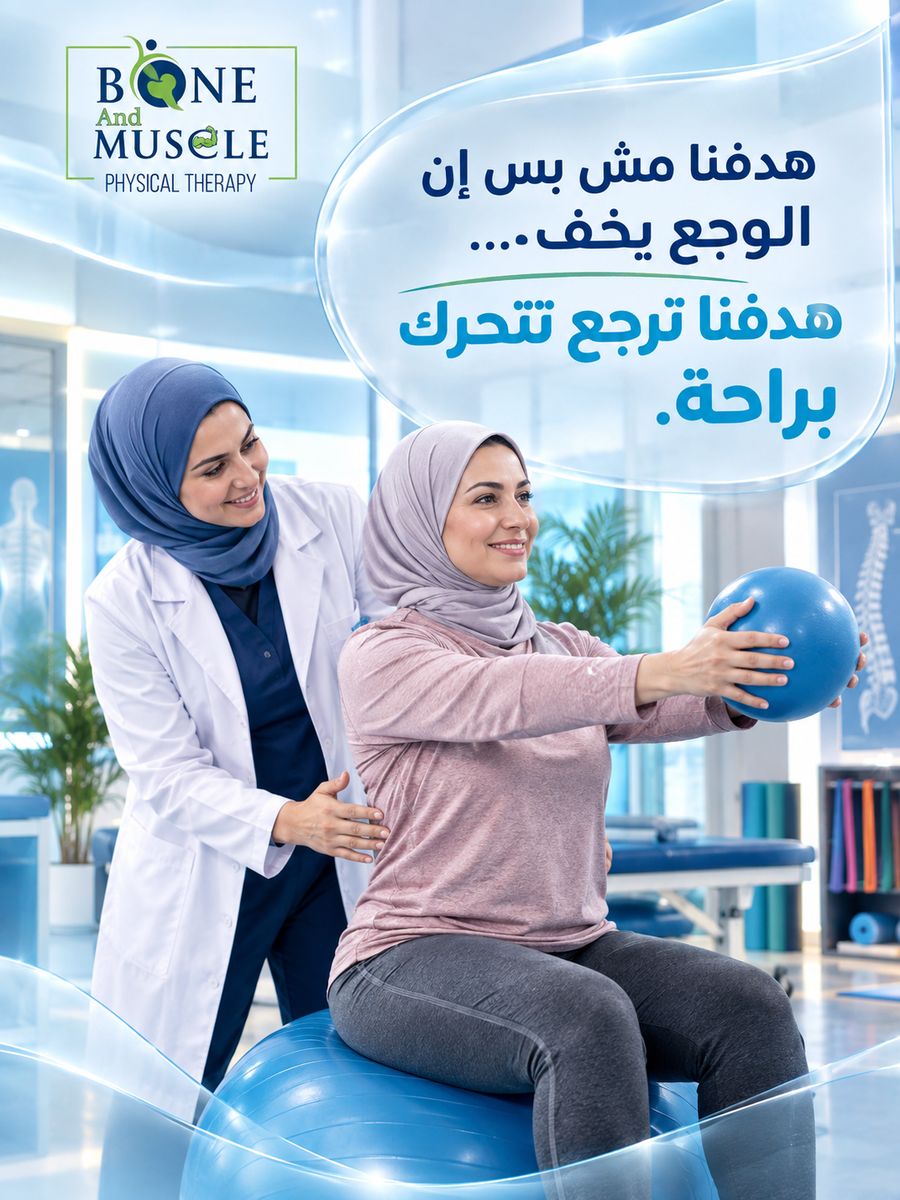 BONE
And
MUSCLE
PHYSICAL THERAPY
هدفنا مش بس إن
الوجع يخف....
هدفنا ترجع تتحرك
براحة.